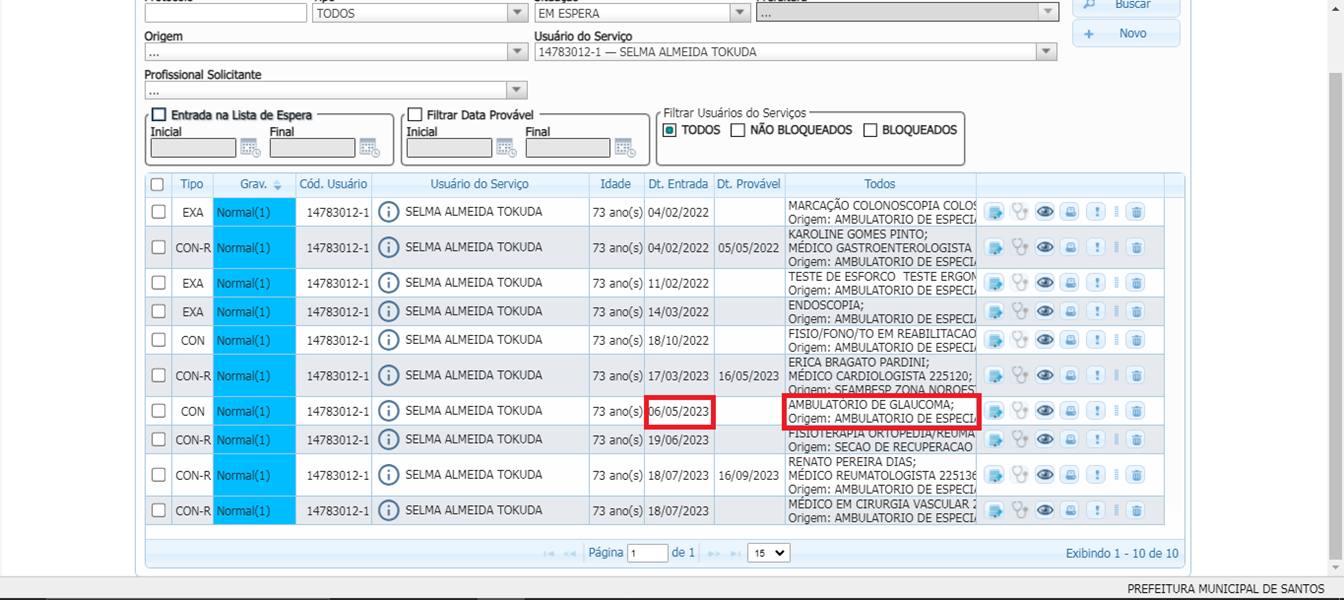 TODOS EM ESPERA ... Buscar
Origem Usuário do Serviço Novo
... 14783012-1 — SELMA ALMEIDA TOKUDA
Profissional Solicitante
...
Entrada na Lista de Espera Filtrar Data Provável Filtrar Usuários do Serviços
Inicial Final Inicial Final TODOS NÃO BLOQUEADOS BLOQUEADOS
Tipo Grav. Cód. Usuário Usuário do Serviço Idade Dt. Entrada Dt. Provável Todos
EXA Normal(1) 14783012-1 SELMA ALMEIDA TOKUDA 73 ano(s) 04/02/2022 MARCAÇÃO COLONOSCOPIA COLOS
Origem: AMBULATORIO DE ESPECIA
CON-R Normal(1) 14783012-1 SELMA ALMEIDA TOKUDA 73 ano(s) 04/02/2022 05/05/2022 KAROLINE GOMES PINTO;
MÉDICO GASTROENTEROLOGISTA
Origem: AMBULATORIO DE ESPECIA
EXA Normal(1) 14783012-1 SELMA ALMEIDA TOKUDA 73 ano(s) 11/02/2022 TESTE DE ESFORCO TESTE ERGON
Origem: AMBULATORIO DE ESPECIA
EXA Normal(1) 14783012-1 SELMA ALMEIDA TOKUDA 73 ano(s) 14/03/2022 ENDOSCOPIA;
Origem: AMBULATORIO DE ESPECIA
CON Normal(1) 14783012-1 SELMA ALMEIDA TOKUDA 73 ano(s) 18/10/2022 FISIO/FONO/TO EM REABILITACAO
Origem: AMBULATORIO DE ESPECIA
CON-R Normal(1) 14783012-1 SELMA ALMEIDA TOKUDA 73 ano(s) 17/03/2023 16/05/2023 ERICA BRAGATO PARDINI;
MÉDICO CARDIOLOGISTA 225120;
Origem: SEAMBESP ZONA NOROEST
CON Normal(1) 14783012-1 SELMA ALMEIDA TOKUDA 73 ano(s) 06/05/2023 AMBULATÓRIO DE GLAUCOMA;
Origem: AMBULATORIO DE ESPECIA
CON-R Normal(1) 14783012-1 SELMA ALMEIDA TOKUDA 73 ano(s) 19/06/2023 FISIOTERAPIA ORTOPEDIA/REUMA
Origem: SECAO DE RECUPERACAO
CON-R Normal(1) 14783012-1 SELMA ALMEIDA TOKUDA 73 ano(s) 18/07/2023 16/09/2023 RENATO PEREIRA DIAS;
MÉDICO REUMATOLOGISTA 225136
Origem: AMBULATORIO DE ESPECIA
CON-R Normal(1) 14783012-1 SELMA ALMEIDA TOKUDA 73 ano(s) 18/07/2023 MÉDICO EM CIRURGIA VASCULAR 2
Origem: AMBULATORIO DE ESPECIA
Página 1 de 1 15 Exibindo 1 - 10 de 10
PREFEITURA MUNICIPAL DE SANTOS